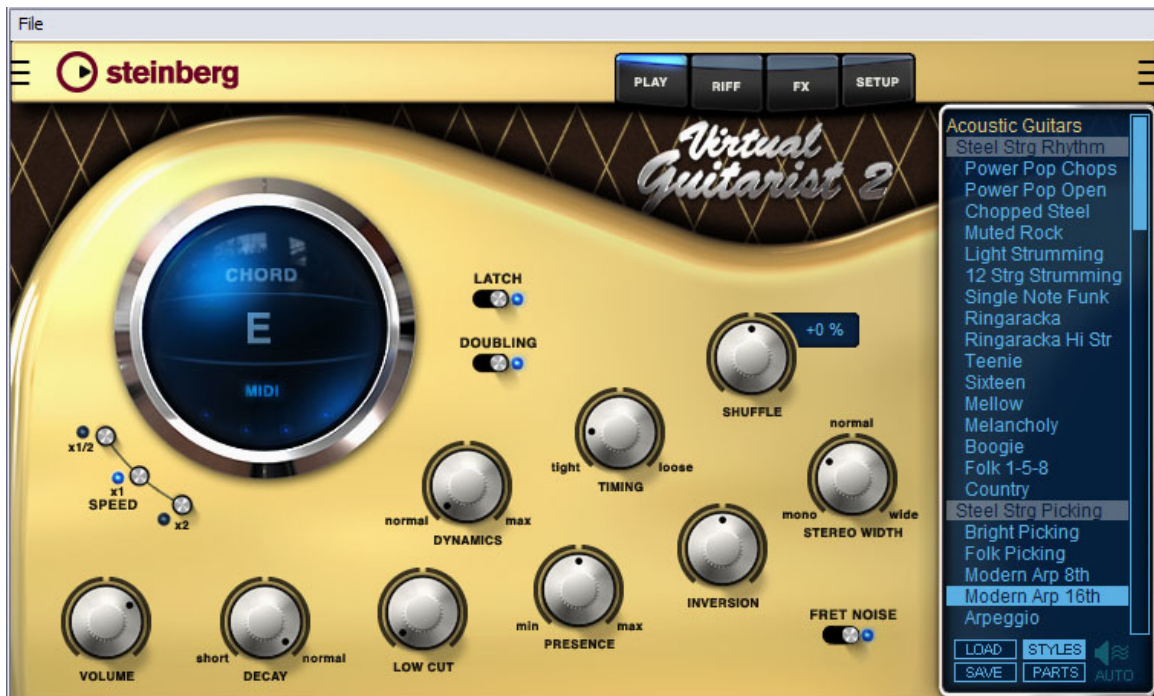 File
steinberg
PLAY
RIFF
FX
SETUP
Virtual
Guitarist 2
CHORD
E
MIDI
LATCH
DOUBLING
+0 %
SHUFFLE
x1/2
x1
SPEED
x2
tight
loose
TIMING
normal
mono
wide
STEREO WIDTH
normal
max
DYNAMICS
INVERSION
min
max
PRESENCE
FRET NOISE
VOLUME
short
normal
DECAY
LOW CUT
Acoustic Guitars
Steel Strg Rhythm
Power Pop Chops
Power Pop Open
Chopped Steel
Muted Rock
Light Strumming
12 Strg Strumming
Single Note Funk
Ringaracka
Ringaracka Hi Str
Teenie
Sixteen
Mellow
Melancholy
Boogie
Folk 1-5-8
Country
Steel Strg Picking
Bright Picking
Folk Picking
Modern Arp 8th
Modern Arp 16th
Arpeggio
LOAD
STYLES
SAVE
PARTS
AUTO